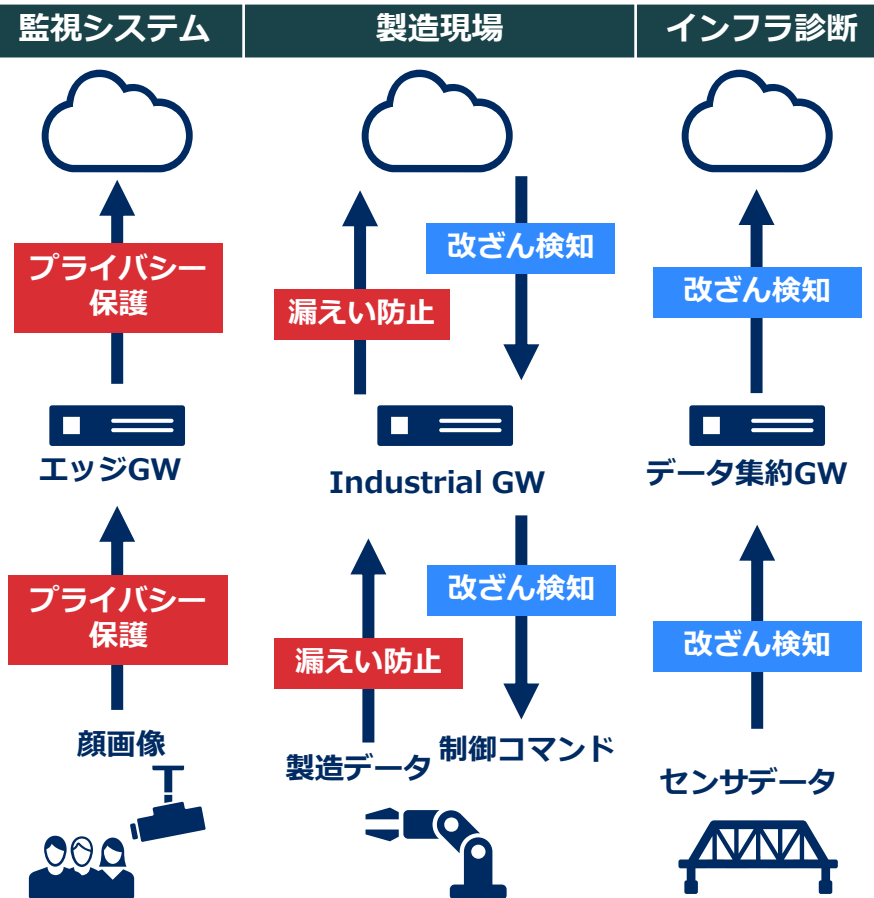 監視システム
製造現場
インフラ診断
プライバシー
保護
漏えい防止
改ざん検知
改ざん検知
エッジGW
Industrial GW
データ集約GW
プライバシー
保護
漏えい防止
改ざん検知
改ざん検知
顔画像
製造データ
制御コマンド
センサデータ